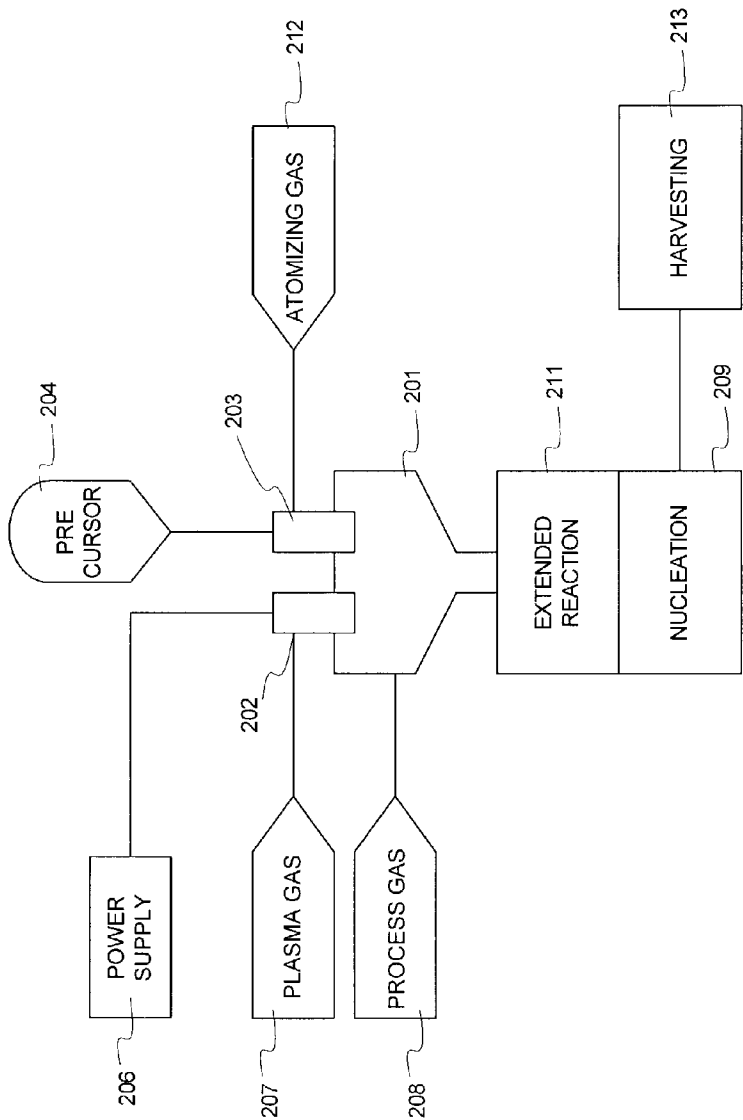 212
213
204
ATOMIZING GAS
HARVESTING
PRE
CURSOR
203
201
211
209
EXTENDED
REACTION
NUCLEATION
202
POWER
SUPPLY
PLASMA GAS
PROCESS GAS
206
207
208